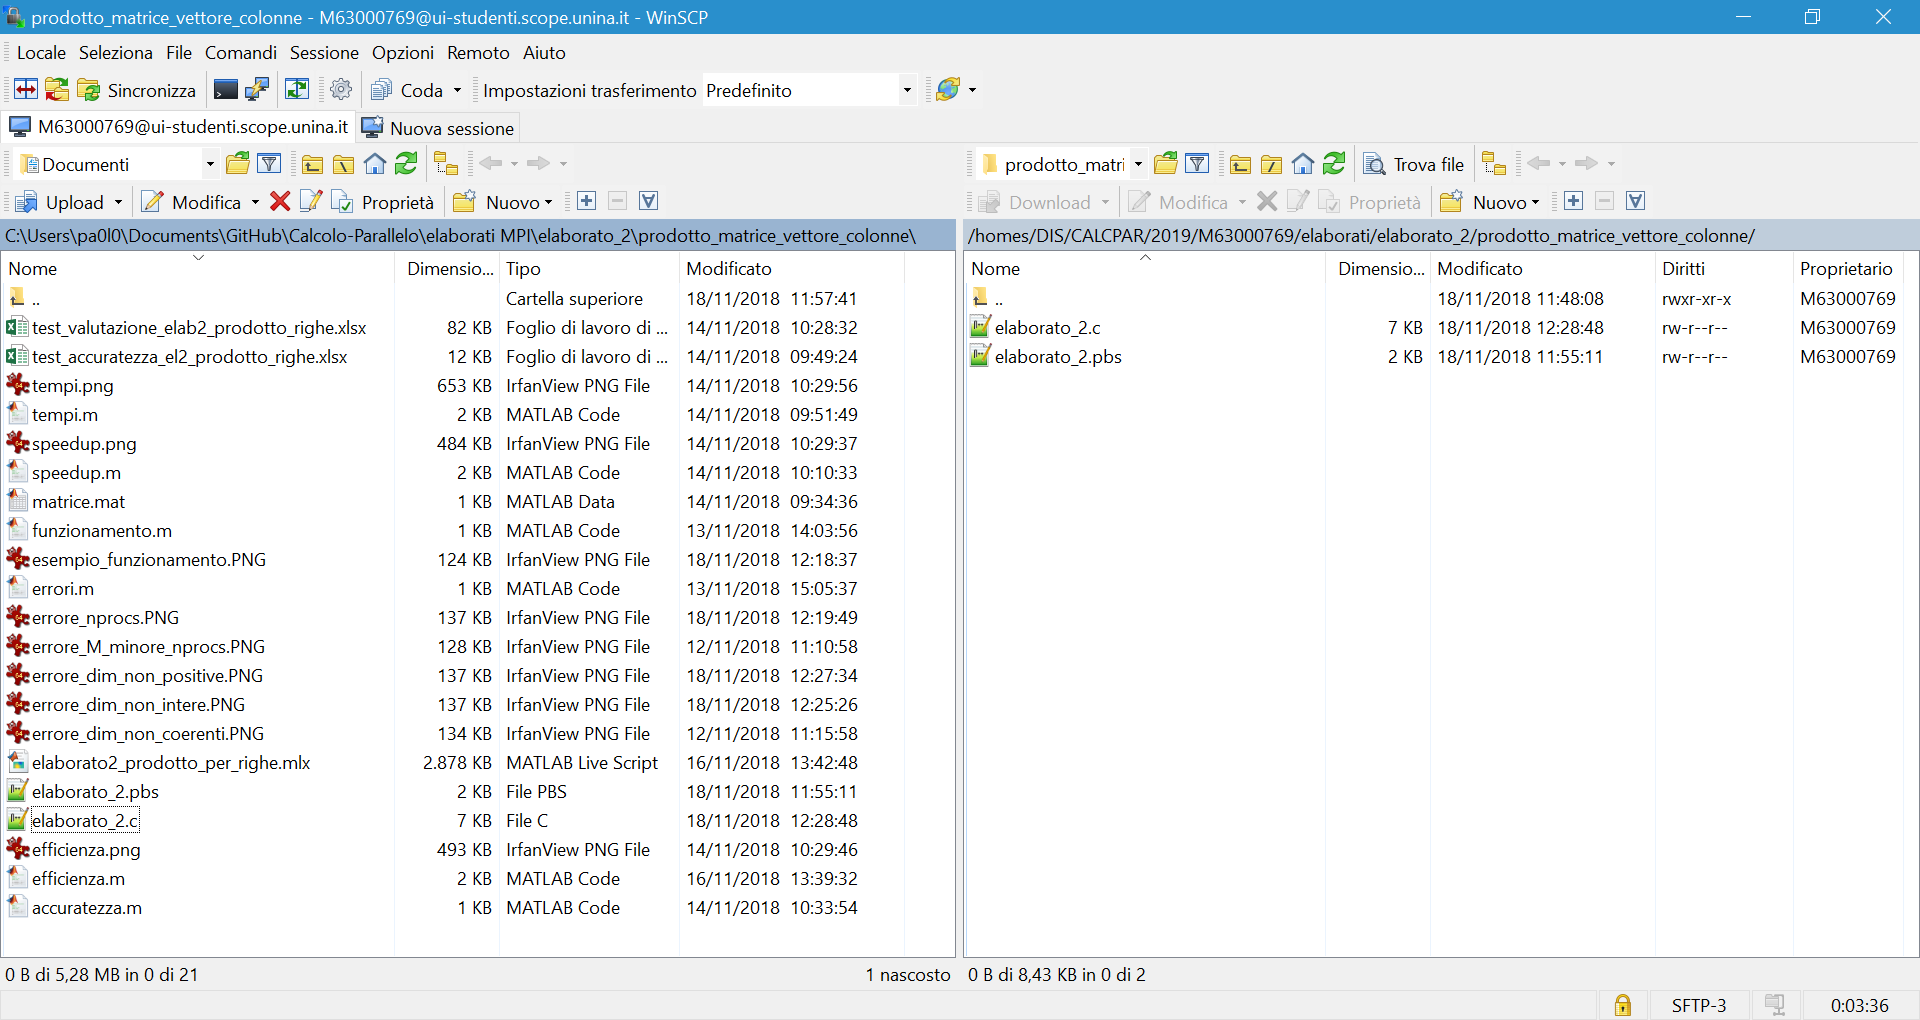 prodotto_matrice_vettore_colonne - M63000769@ui-studenti.scope.unina.it - WinSCP
Locale Seleziona File Comandi Sessione Opzioni Remoto Aiuto
Sincronizza Coda Impostazioni trasferimento Predefinito
M63000769@ui-studenti.scope.unina.it Nuova sessione
Documenti
Upload Modifica Proprietà Nuovo
C:\Users\pa0l0\Documents\GitHub\Calcolo-Parallelo\elaborati MPI\elaborato_2\prodotto_matrice_vettore_colonne\
Nome Dimensio... Tipo Modificato
.. Cartella superiore 18/11/2018 11:57:41
test_valutazione_elab2_prodotto_righe.xlsx 82 KB Foglio di lavoro di ... 14/11/2018 10:28:32
test_accuratezza_el2_prodotto_righe.xlsx 12 KB Foglio di lavoro di ... 14/11/2018 09:49:24
tempi.png 653 KB IrfanView PNG File 14/11/2018 10:29:56
tempi.m 2 KB MATLAB Code 14/11/2018 09:51:49
speedup.png 484 KB IrfanView PNG File 14/11/2018 10:29:37
speedup.m 2 KB MATLAB Code 14/11/2018 10:10:33
matrice.mat 1 KB MATLAB Data 14/11/2018 09:34:36
funzionamento.m 1 KB MATLAB Code 13/11/2018 14:03:56
esempio_funzionamento.PNG 124 KB IrfanView PNG File 18/11/2018 12:18:37
errori.m 1 KB MATLAB Code 13/11/2018 15:05:37
errore_nprocs.PNG 137 KB IrfanView PNG File 18/11/2018 12:19:49
errore_M_minore_nprocs.PNG 128 KB IrfanView PNG File 12/11/2018 11:10:58
errore_dim_non_positive.PNG 137 KB IrfanView PNG File 18/11/2018 12:27:34
errore_dim_non_intere.PNG 137 KB IrfanView PNG File 18/11/2018 12:25:26
errore_dim_non_coerenti.PNG 134 KB IrfanView PNG File 12/11/2018 11:15:58
elaborato2_prodotto_per_righe.mlx 2.878 KB MATLAB Live Script 16/11/2018 13:42:48
elaborato_2.pbs 2 KB File PBS 18/11/2018 11:55:11
elaborato_2.c 7 KB File C 18/11/2018 12:28:48
efficienza.png 493 KB IrfanView PNG File 14/11/2018 10:29:46
efficienza.m 2 KB MATLAB Code 16/11/2018 13:39:32
accuratezza.m 1 KB MATLAB Code 14/11/2018 10:33:54
0 B di 5,28 MB in 0 di 21 1 nascosto
prodotto_matri Trova file
Download Modifica Proprietà Nuovo
/homes/DIS/CALCPAR/2019/M63000769/elaborati/elaborato_2/prodotto_matrice_vettore_colonne/
Nome Dimensio... Modificato Diritti Proprietario
.. 18/11/2018 11:48:08 rwxr-xr-x M63000769
elaborato_2.c 7 KB 18/11/2018 12:28:48 rw-r--r-- M63000769
elaborato_2.pbs 2 KB 18/11/2018 11:55:11 rw-r--r-- M63000769
0 B di 8,43 KB in 0 di 2
SFTP-3 0:03:36